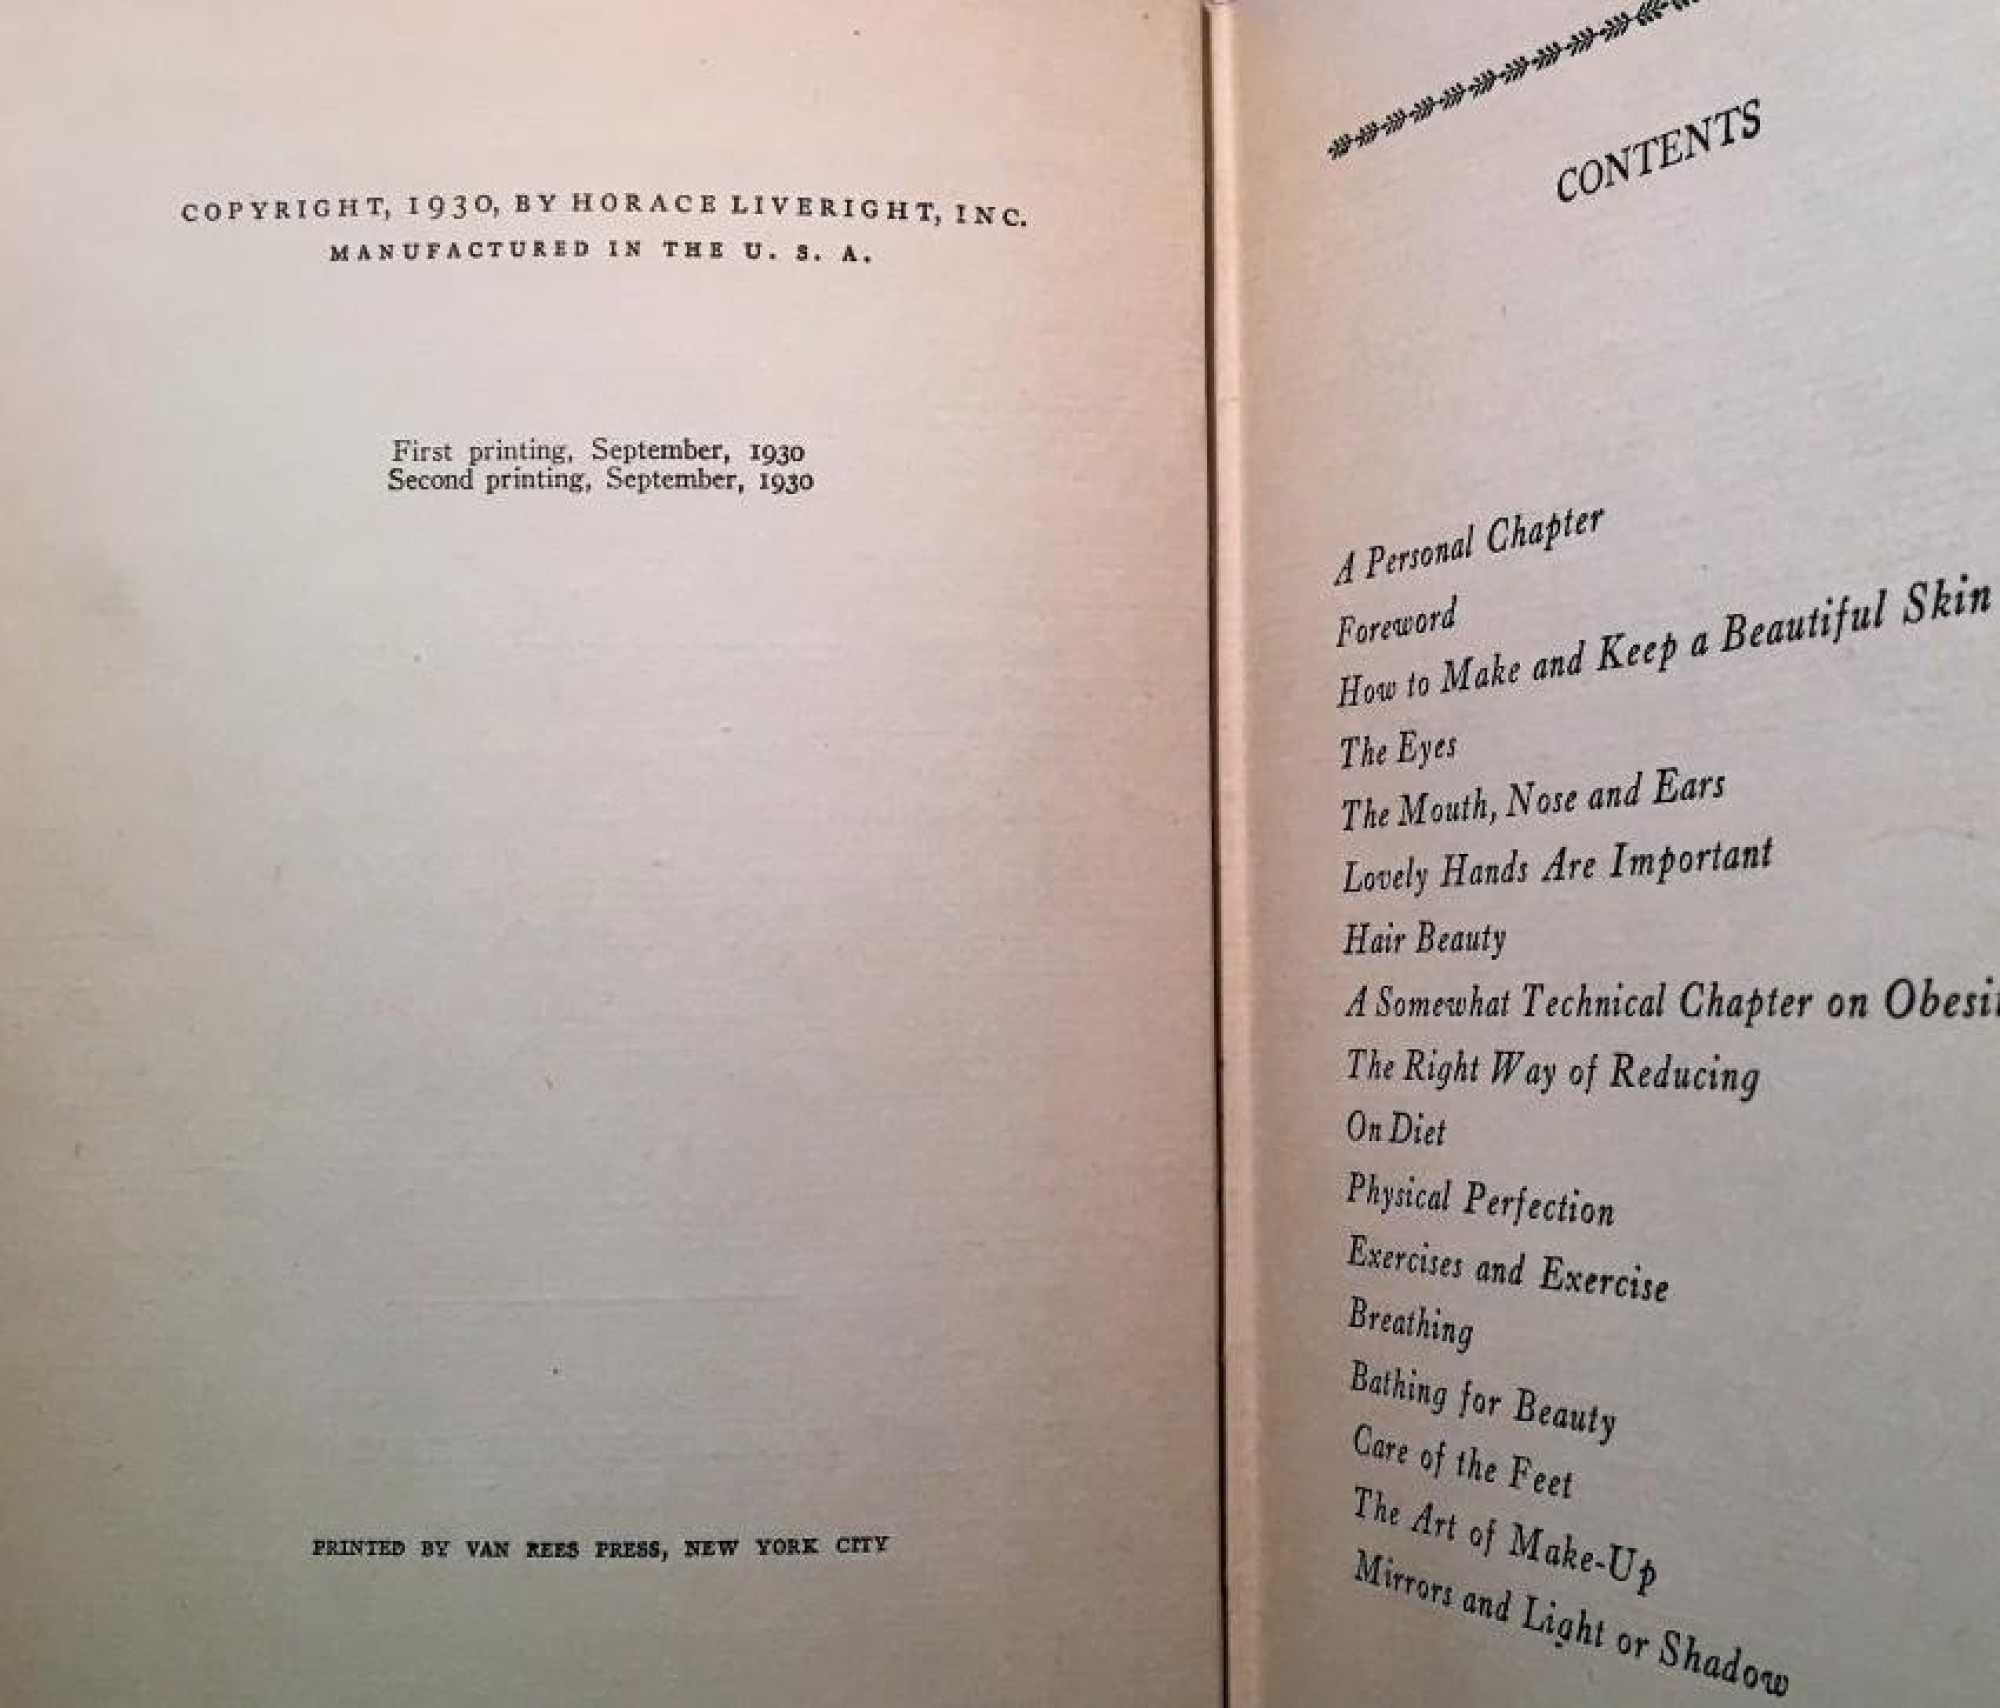 COPYRIGHT, 1930, BY HORACE LIVERIGHT, INC.
MANUFACTURED IN THE U. S. A.
First printing, September, 1930
Second printing, September, 1930
PRINTED BY VAN REES PRESS, NEW YORK CITY
CONTENTS
A Personal Chapter
Foreword
How to Make and Keep a Beautiful Skin
The Eyes
The Mouth, Nose and Ears
Lovely Hands Are Important
Hair Beauty
A Somewhat Technical Chapter on Obesi
The Right Way of Reducing
On Diet
Physical Perfection
Exercises and Exercise
Breathing
Bathing for Beauty
Care of the Feet
The Art of Make-Up
Mirrors and Light or Shadow